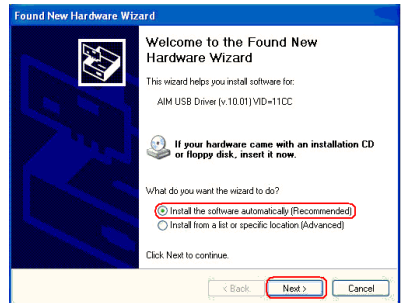 Found New Hardware Wizard
Welcome to the Found New
Hardware Wizard
This wizard helps you install software for:
AIM USB Driver (v.10.01) VID=11CC
If your hardware came with an installation CD
or floppy disk, insert it now.
What do you want the wizard to do?
Install the software automatically (Recommended)
Install from a list or specific location (Advanced)
Click Next to continue.
< Back Next > Cancel